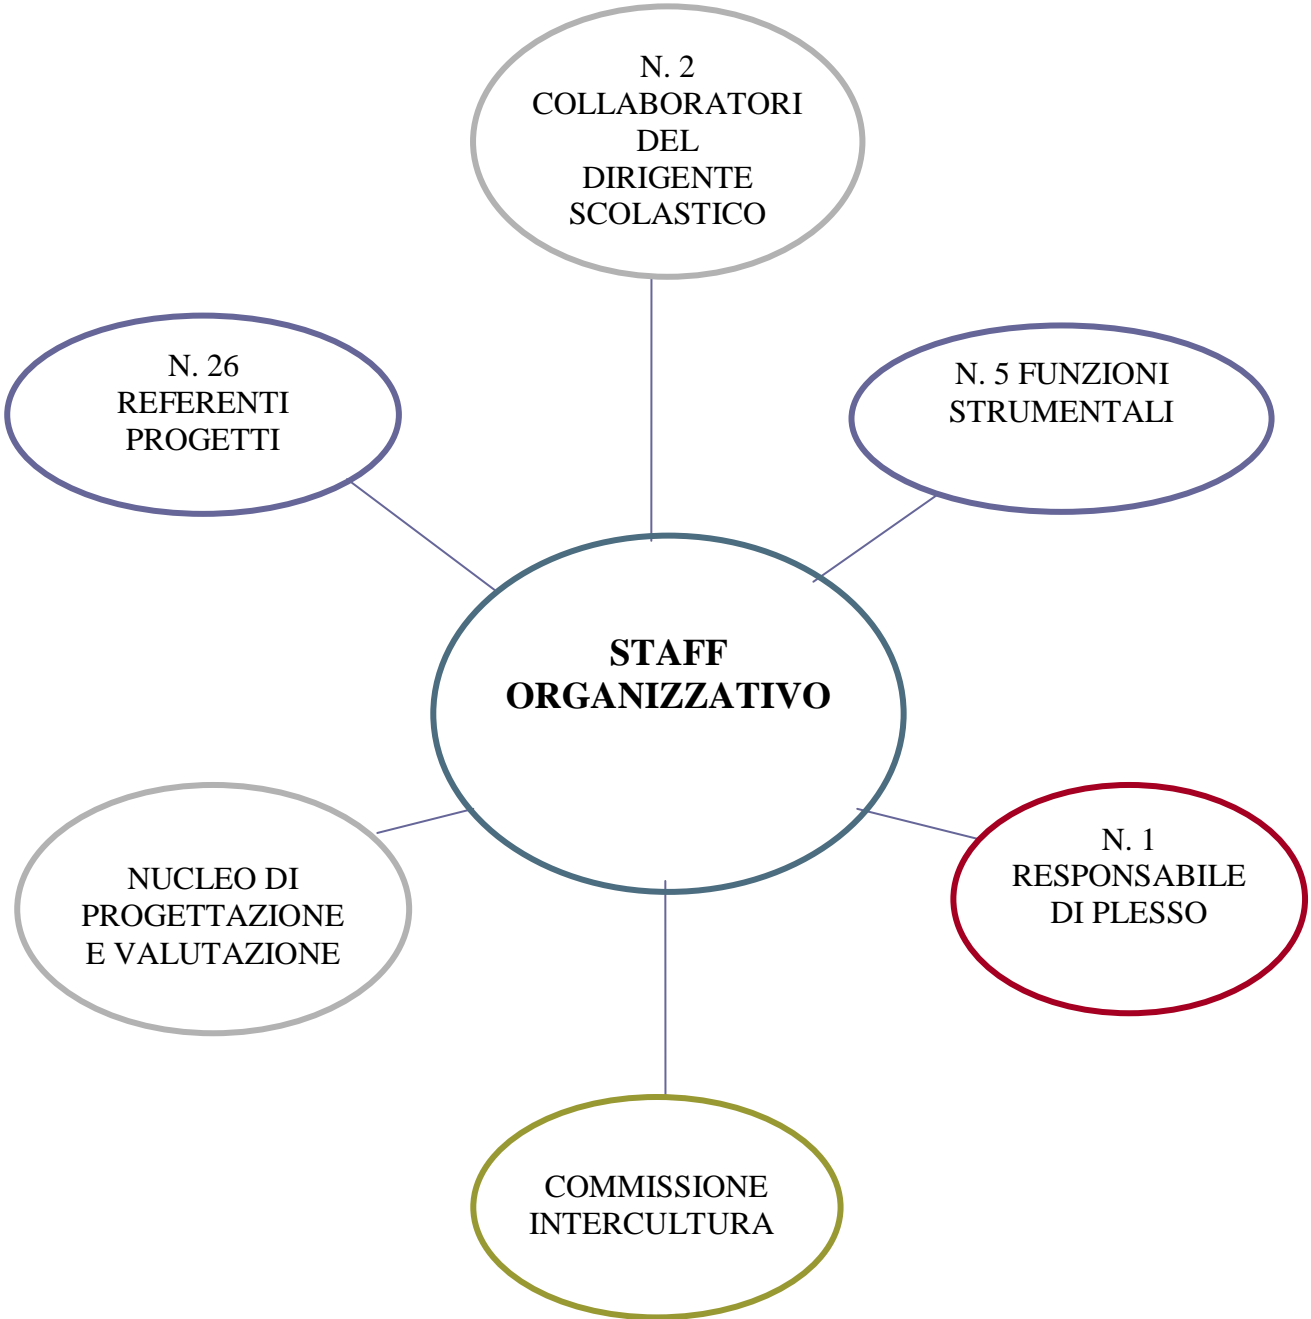 N. 2
COLLABORATORI
DEL
DIRIGENTE
SCOLASTICO
N. 26
REFERENTI
PROGETTI
N. 5 FUNZIONI
STRUMENTALI
STAFF
ORGANIZZATIVO
NUCLEO DI
PROGETTAZIONE
E VALUTAZIONE
N. 1
RESPONSABILE
DI PLESSO
COMMISSIONE
INTERCULTURA